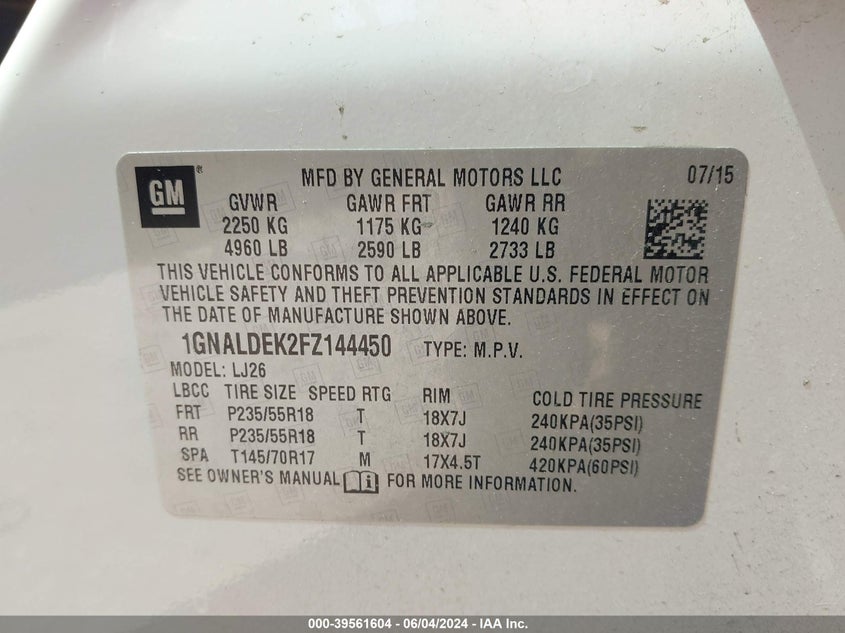 GM ® MFD BY GENERAL MOTORS LLC 07/15
GVWR GAWR FRT GAWR RR
2250 KG 1175 KG 1240 KG
4960 LB 2590 LB 2733 LB
THIS VEHICLE CONFORMS TO ALL APPLICABLE U.S. FEDERAL MOTOR
VEHICLE SAFETY AND THEFT PREVENTION STANDARDS IN EFFECT ON
THE DATE OF MANUFACTURE SHOWN ABOVE.
1GNALDEK2FZ144450 TYPE: M.P.V.
MODEL: LJ26
LBCC TIRE SIZE SPEED RTG RIM COLD TIRE PRESSURE
FRT P235/55R18 T 18X7J 240KPA(35PSI)
RR P235/55R18 T 18X7J 240KPA(35PSI)
SPA T145/70R17 M 17X4.5T 420KPA(60PSI)
SEE OWNER'S MANUAL FOR MORE INFORMATION.
000-39561604 - 06/04/2024 - IAA Inc.